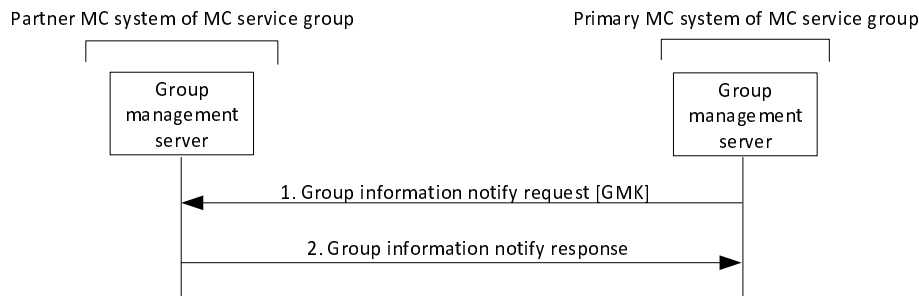 Partner MC system of MC service group
Primary MC system of MC service group
Group
management
server
Group
management
server
1. Group information notify request [GMK]
2. Group information notify response